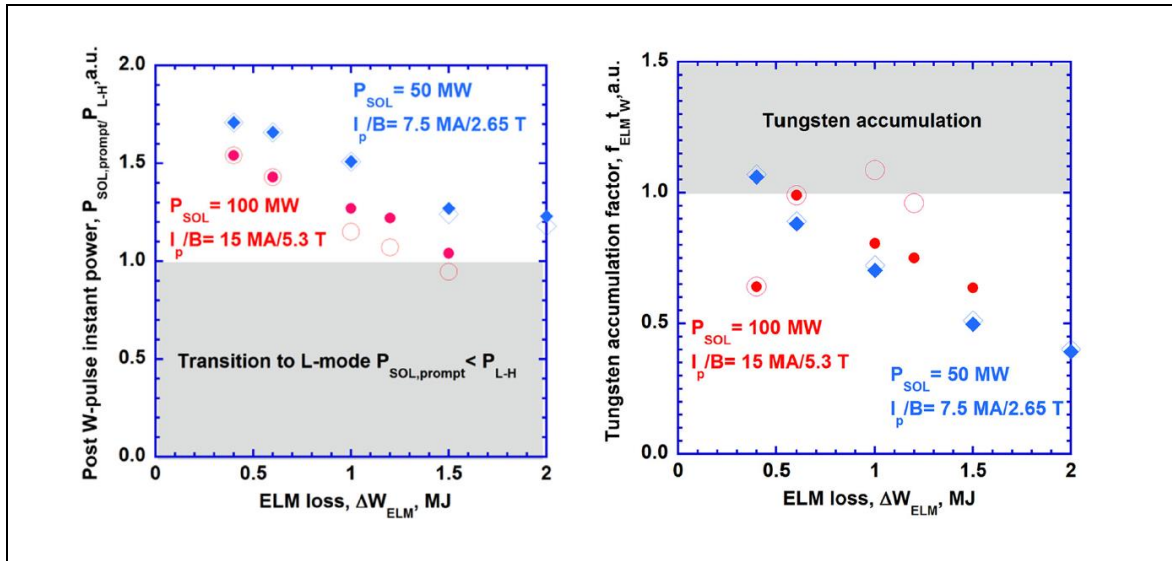 Post W-pulse instant power, P_SOL,prompt/ P_L-H,a.u.
2.0
1.5
1.0
0.5
0.0
P_SOL = 50 MW
I_p/B= 7.5 MA/2.65 T
P_SOL = 100 MW
I_p/B= 15 MA/5.3 T
Transition to L-mode P_SOL,prompt < P_L-H
0 0.5 1 1.5 2
ELM loss, ΔW_ELM, MJ
Tungsten accumulation factor, f_ELM t_W,a.u.
1.5
1.0
0.5
0.0
Tungsten accumulation
P_SOL = 100 MW
I_p/B= 15 MA/5.3 T
P_SOL = 50 MW
I_p/B= 7.5 MA/2.65 T
0 0.5 1 1.5 2
ELM loss, ΔW_ELM, MJ